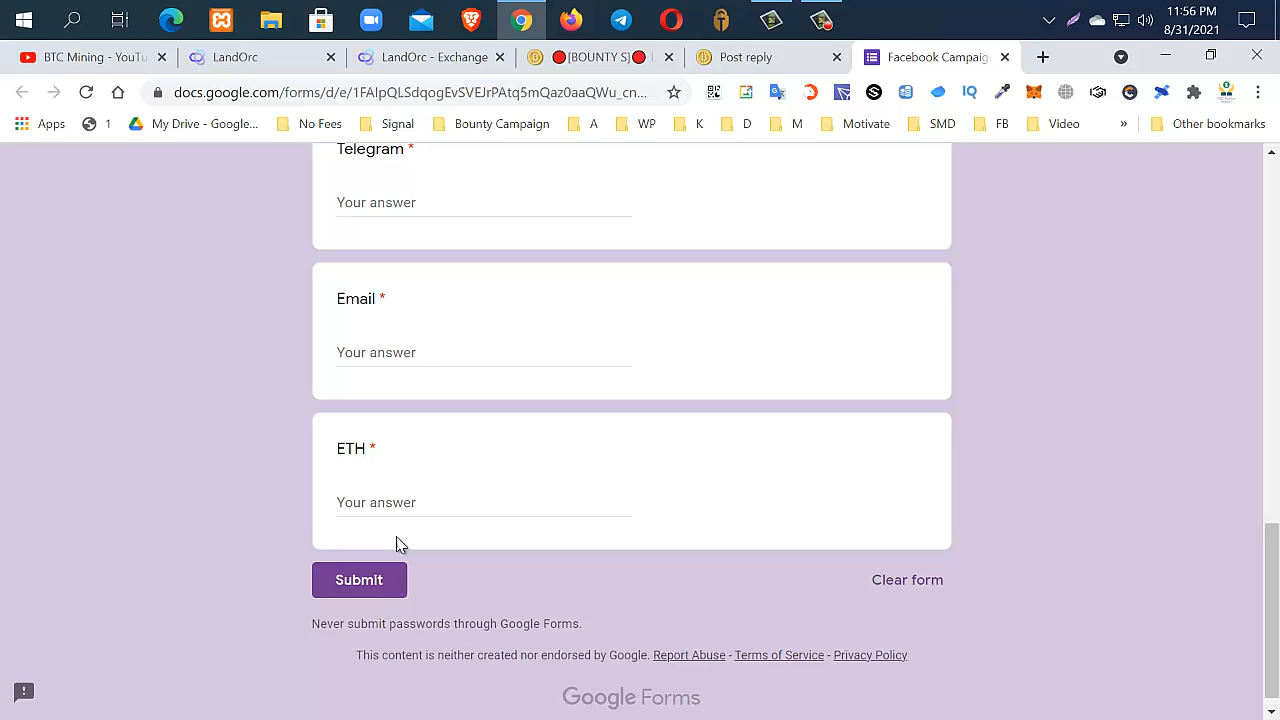 11:56 PM
8/31/2021
BTC Mining - YouTu
LandOrc
LandOrc - Exchange
🔴[BOUNTY S]🔴
Post reply
Facebook Campaig
docs.google.com/forms/d/e/1FAIpQLSdqogEvSVEJrPAtq5mQaz0aaQWu_cn...
Apps
1
My Drive - Google...
No Fees
Signal
Bounty Campaign
A
WP
K
D
M
Motivate
SMD
FB
Video
»
Other bookmarks
Telegram *
Your answer
Email *
Your answer
ETH *
Your answer
Submit
Clear form
Never submit passwords through Google Forms.
This content is neither created nor endorsed by Google. Report Abuse - Terms of Service - Privacy Policy
Google Forms